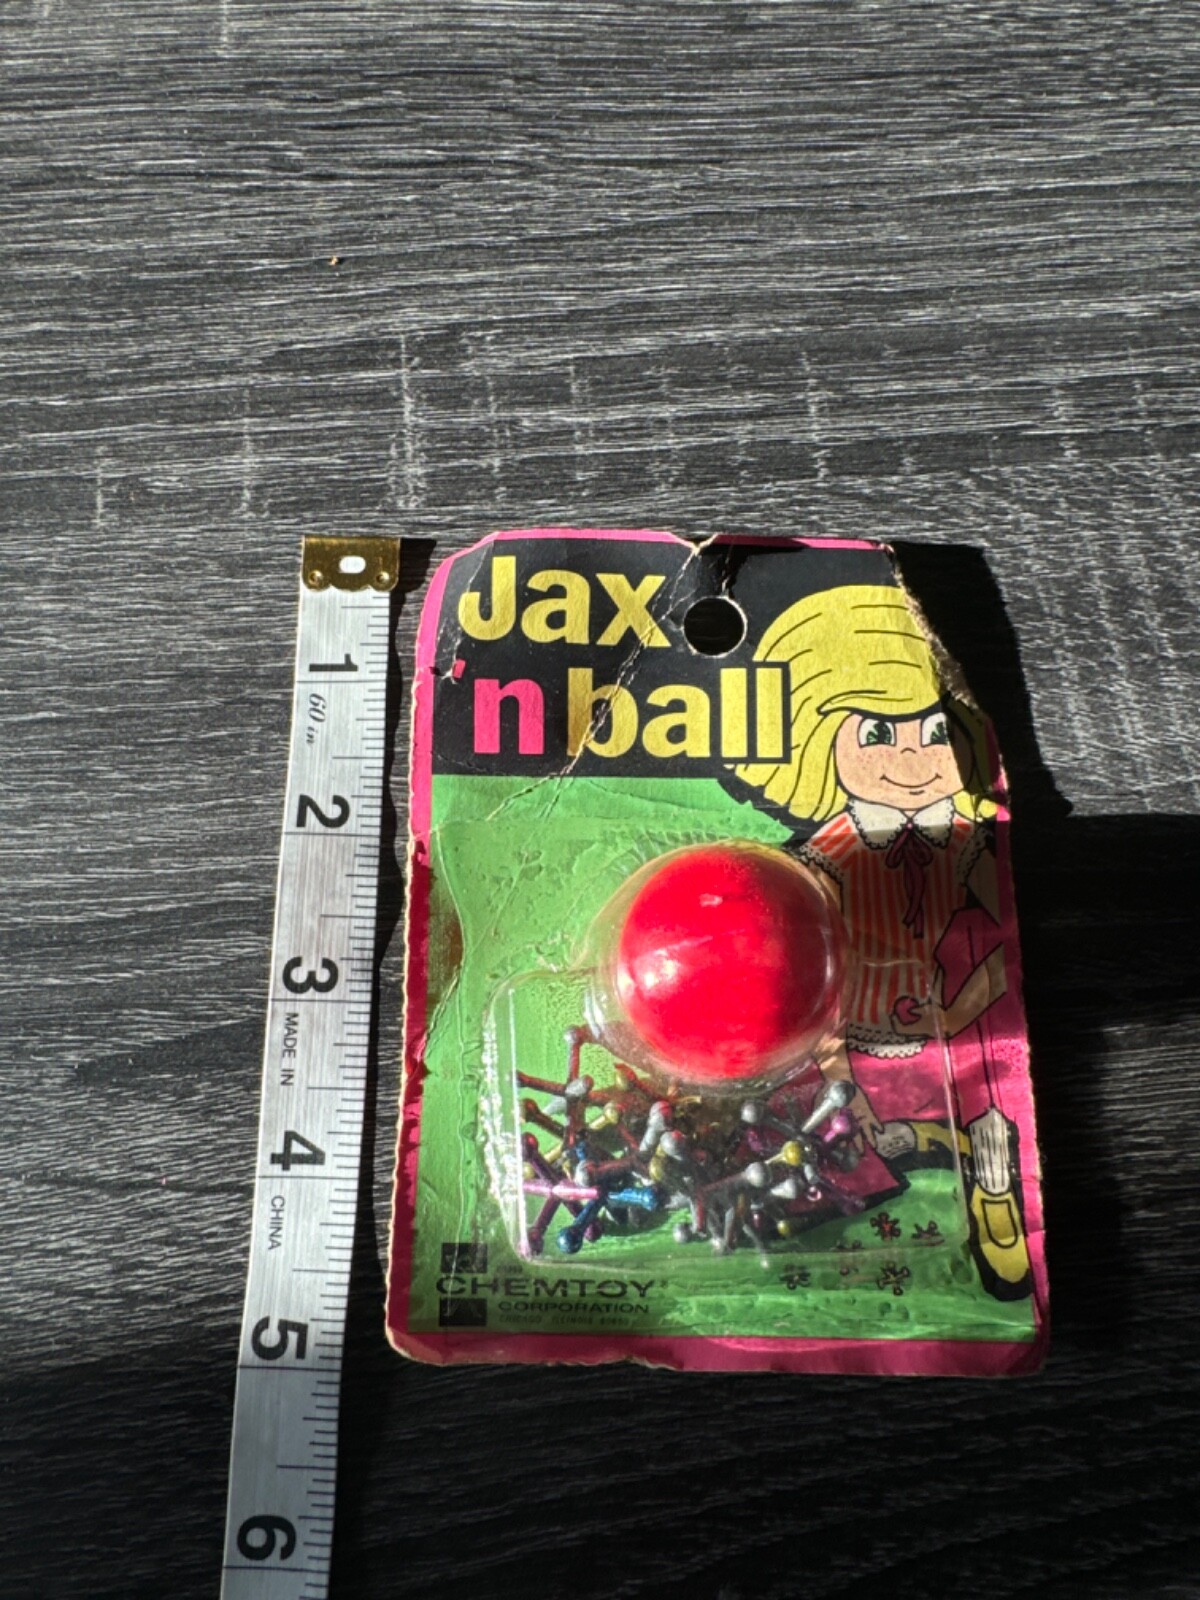 Jax
'n ball
CHEMTOY®
CORPORATION
1
60 in
2
3
MADE IN
4
CHINA
5
6